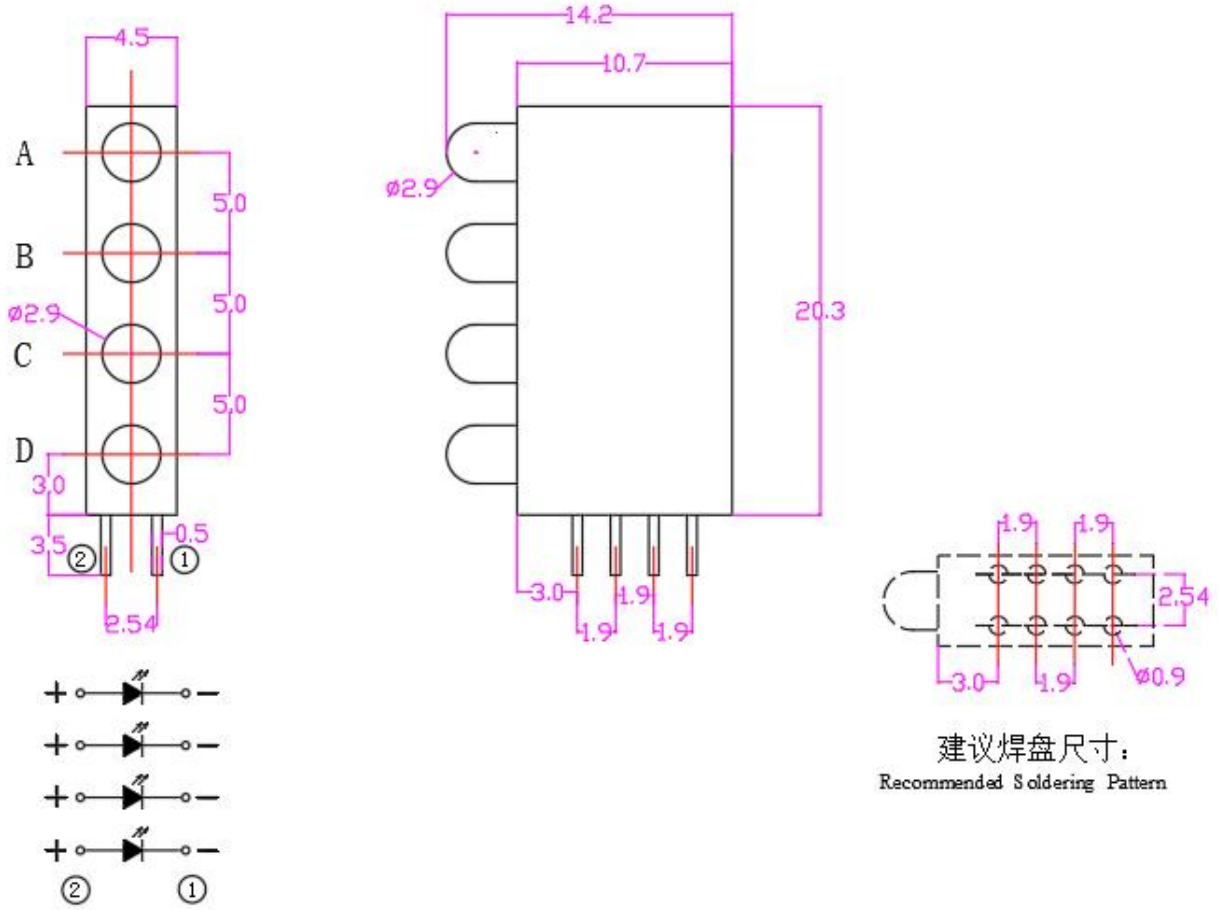 14.2
4.5
10.7
A
ø2.9
5.0
B
ø2.9
5.0
20.3
C
5.0
D
3.0
3.5
② 0.5 ①
2.54
3.0 1.9
1.9 1.9
1.9 1.9
2.54
3.0 1.9 ø0.9
+ −
+ −
+ −
+ −
② ①
建议焊盘尺寸：
Recommended Soldering Pattern